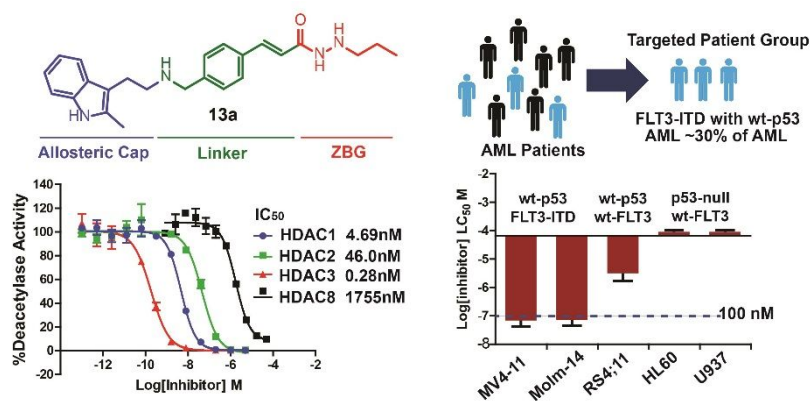 O
N
H
H
N
N
H
HN
13a
Allosteric Cap
Linker
ZBG
AML Patients
Targeted Patient Group
FLT3-ITD with wt-p53
AML ~30% of AML
%Deacetylase Activity
140
120
100
80
60
40
20
0
-20
-14
-12
-10
-8
-6
-4
-2
Log[Inhibitor] M
IC50
HDAC1 4.69nM
HDAC2 46.0nM
HDAC3 0.28nM
HDAC8 1755nM
Log[inhibitor] LC50 M
-4
-4
-5
-6
-7
-8
wt-p53
FLT3-ITD
wt-p53
wt-FLT3
p53-null
wt-FLT3
100 nM
MV4-11
Molm-14
RS4;11
HL60
U937